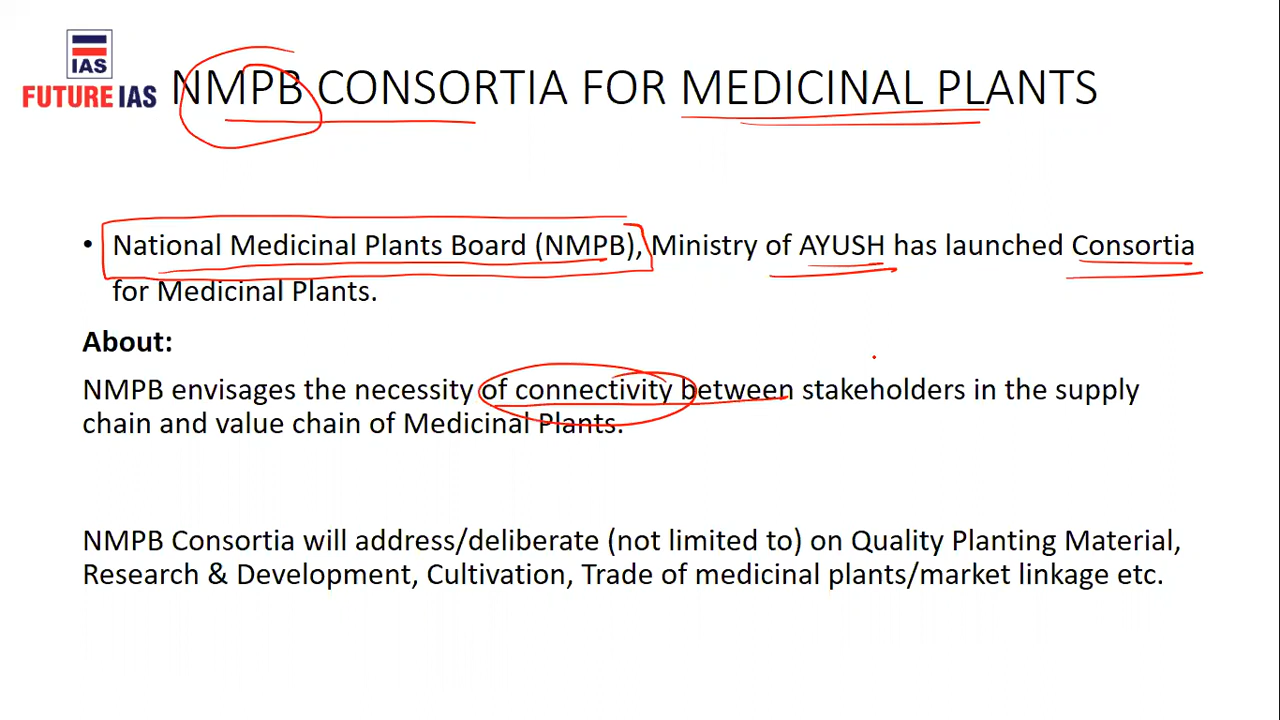 IAS
FUTURE IAS
NMPB CONSORTIA FOR MEDICINAL PLANTS
• National Medicinal Plants Board (NMPB), Ministry of AYUSH has launched Consortia
for Medicinal Plants.
About:
NMPB envisages the necessity of connectivity between stakeholders in the supply
chain and value chain of Medicinal Plants.
NMPB Consortia will address/deliberate (not limited to) on Quality Planting Material,
Research & Development, Cultivation, Trade of medicinal plants/market linkage etc.